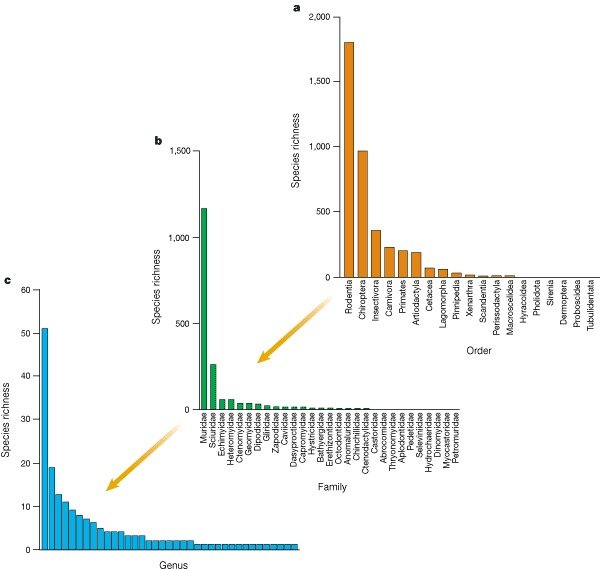 a
2,000
1,500
1,000
500
0
Species richness
Rodentia
Chiroptera
Insectivora
Carnivora
Primates
Artiodactyla
Cetacea
Lagomorpha
Pinnipedia
Xenarthra
Scandentia
Perissodactyla
Macroscelidea
Hyracoidea
Pholidota
Sirenia
Dermoptera
Proboscidea
Tubulidentata
Order
b
1,500
1,000
500
0
Species richness
Muridae
Sciuridae
Echimyidae
Heteromyidae
Ctenomyidae
Geomyidae
Dipodidae
Gliridae
Zapodidae
Caviidae
Dasyproctidae
Capromyidae
Hystricidae
Bathyergidae
Erethizontidae
Octodontidae
Anomaluridae
Chinchillidae
Ctenodactylidae
Castoridae
Abrocomidae
Thryonomyidae
Aplodontidae
Pedetidae
Seleviniidae
Hydrochaeridae
Dinomyidae
Myocastoridae
Petromuridae
Family
c
60
50
40
30
20
10
0
Species richness
Genus